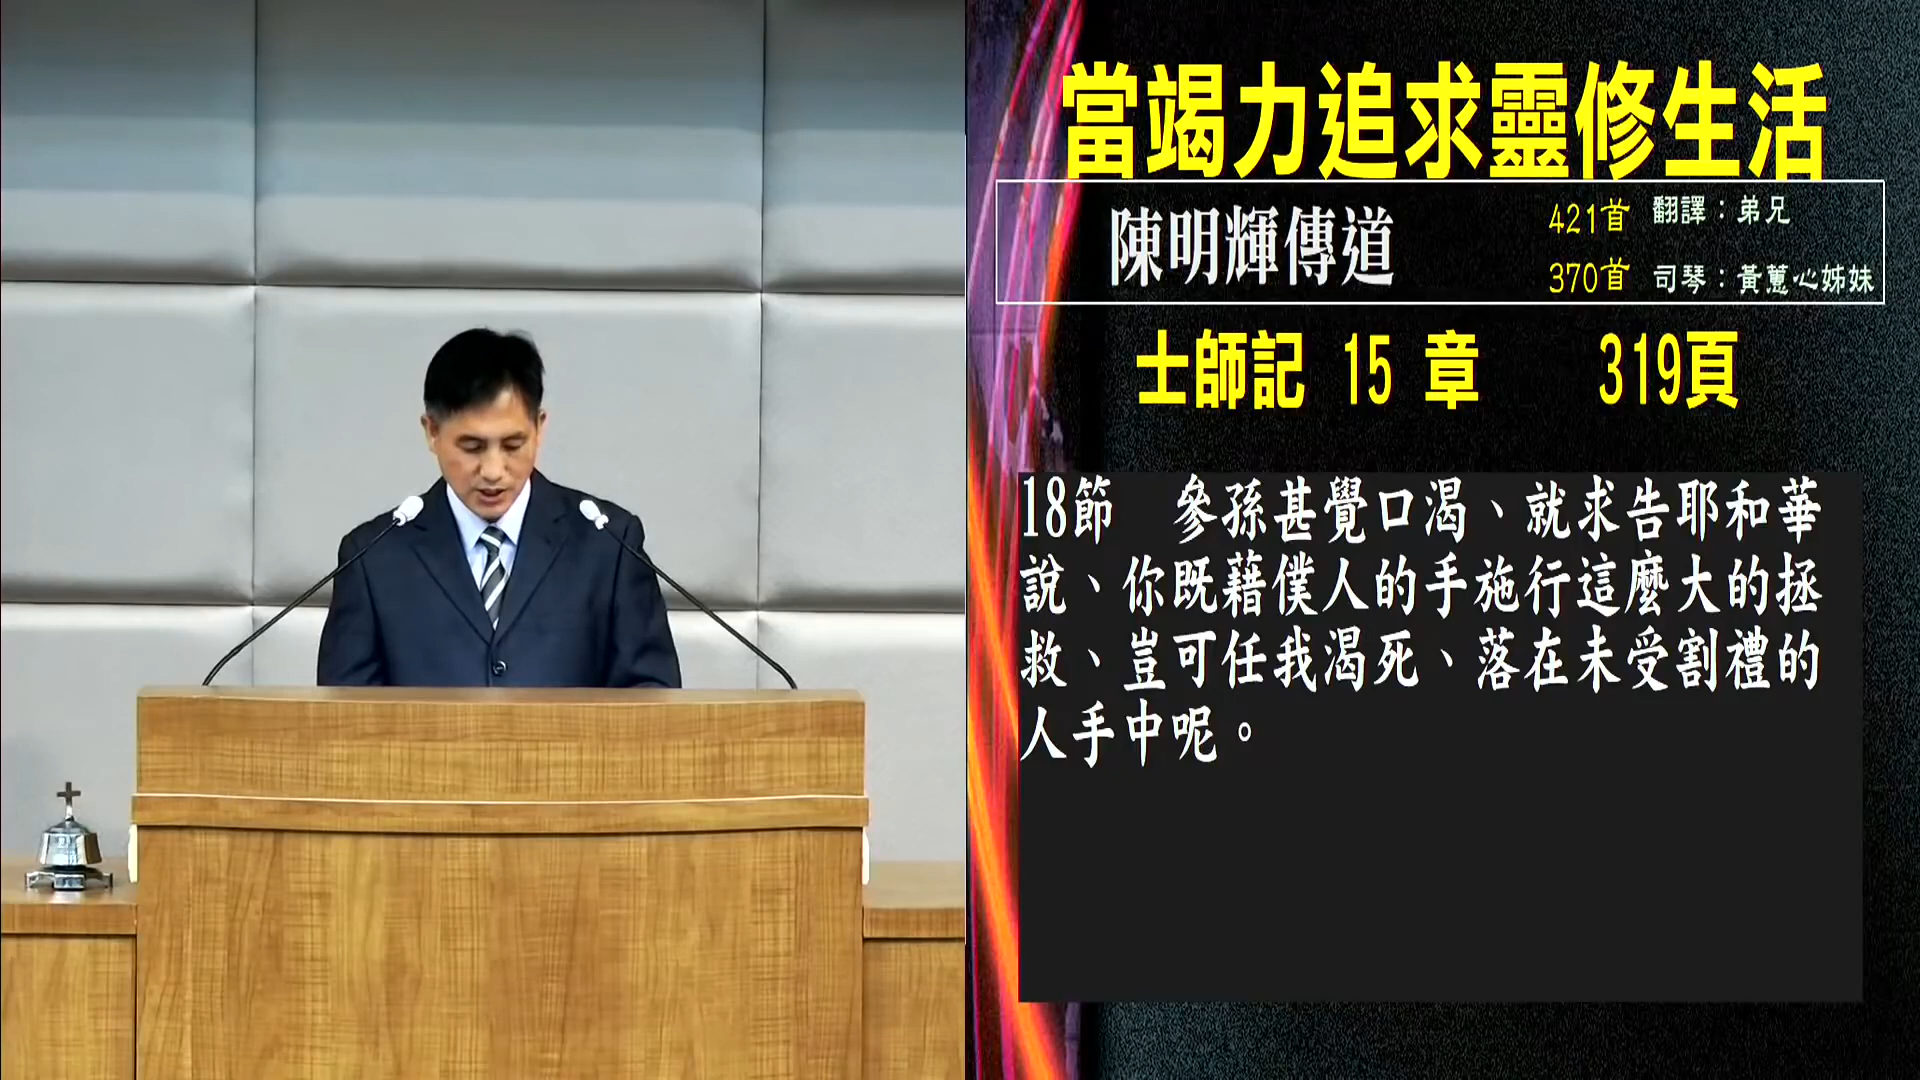 當竭力追求靈修生活
陳明輝傳道
421首 翻譯：弟兄
370首 司琴：黃蕙心姊妹
士師記 15 章 319頁
18節 參孫甚覺口渴、就求告耶和華
說、你既藉僕人的手施行這麼大的拯
救、豈可任我渴死、落在未受割禮的
人手中呢。